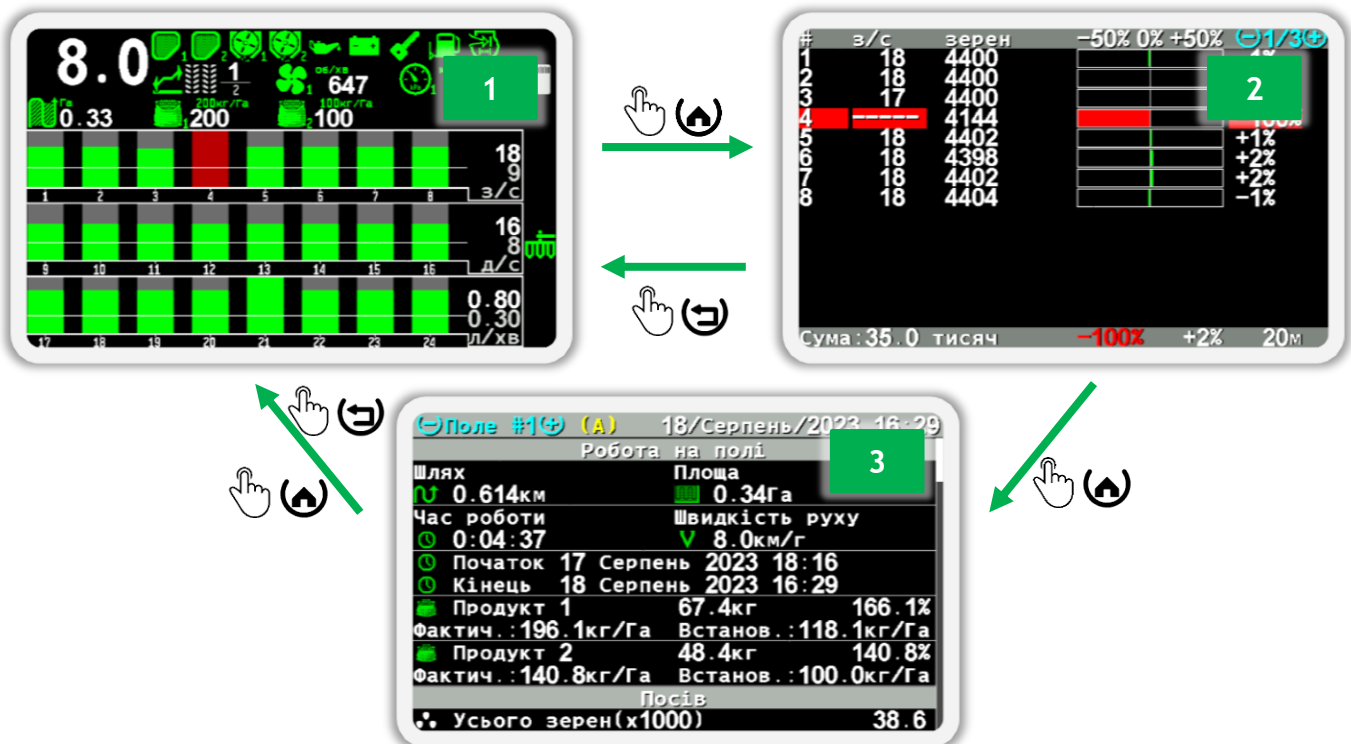 8.0 1 2 1 2
1
2
1 об/хв 647 1
1
Га 0.33 1 200кг/Га 200 2 100кг/Га 100
18
9
1 2 3 4 5 6 7 8 з/с
16
8
9 10 11 12 13 14 15 16 д/с
0.80
0.30
17 18 19 20 21 22 23 24 л/хв
# з/с зерен −50% 0% +50% (−)1/3(+)
1 18 4400
2 18 4400
2
3 17 4400
4 ----- 4144 −100%
5 18 4402 +1%
6 18 4398 +2%
7 18 4402 +2%
8 18 4404 −1%
Сума:35.0 тисяч −100% +2% 20м
(−)Поле #1(+) (А) 18/Серпень/2023 16:29
Робота на полі
3
Шлях Площа
0.614км 0.34Га
Час роботи Швидкість руху
0:04:37 V 8.0км/г
Початок 17 Серпень 2023 18:16
Кінець 18 Серпень 2023 16:29
Продукт 1 67.4кг 166.1%
Фактич.:196.1кг/Га Встанов.:118.1кг/Га
Продукт 2 48.4кг 140.8%
Фактич.:140.8кг/Га Встанов.:100.0кг/Га
Посів
Усього зерен(x1000) 38.6